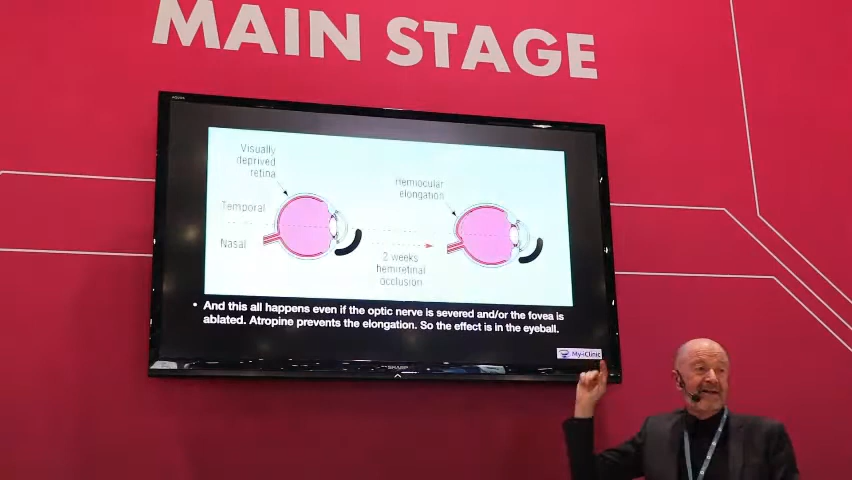 MAIN STAGE
Visually
deprived
retina
Hemiocular
elongation
Temporal
Nasal
2 weeks
hemiretinal
occlusion
• And this all happens even if the optic nerve is severed and/or the fovea is
ablated. Atropine prevents the elongation. So the effect is in the eyeball.
My-iClinic
SHARP